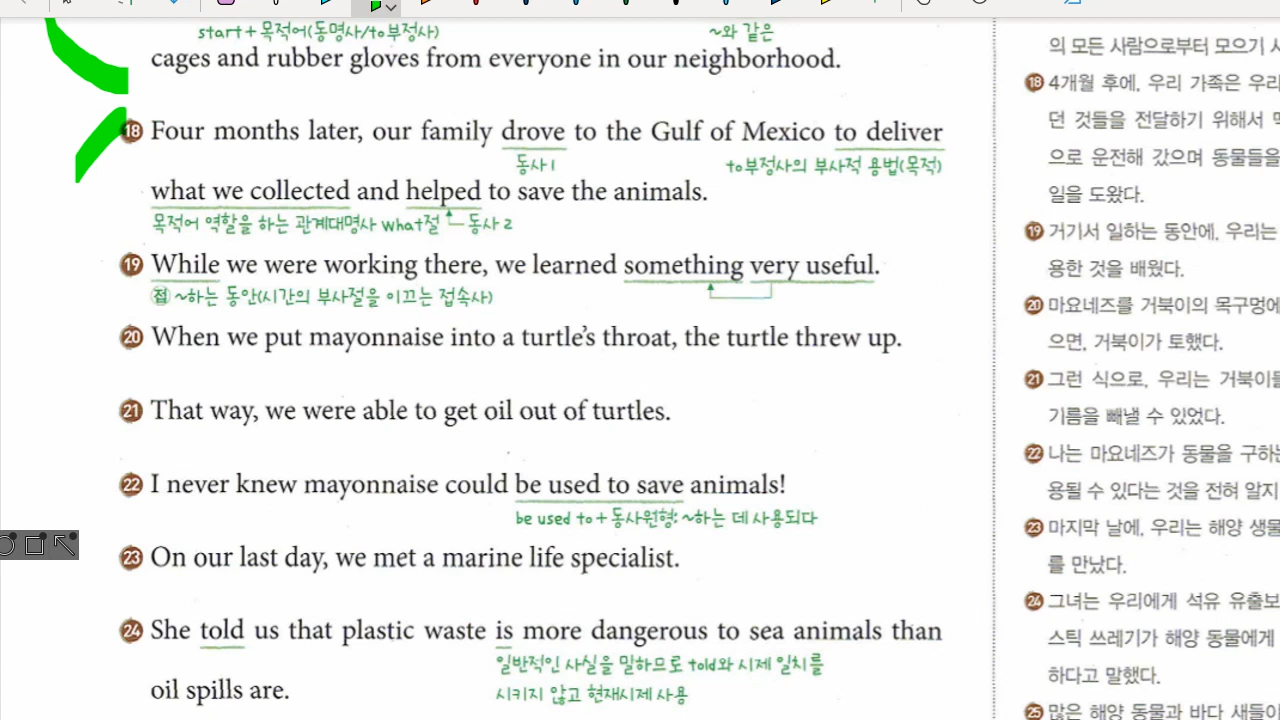 start+목적어(동명사/to부정사) ~와 같은
cages and rubber gloves from everyone in our neighborhood.
18 Four months later, our family drove to the Gulf of Mexico to deliver
동사1 to부정사의 부사적 용법(목적)
what we collected and helped to save the animals.
목적어 역할을 하는 관계대명사 what절 동사2
19 While we were working there, we learned something very useful.
접 ~하는 동안(시간의 부사절을 이끄는 접속사)
20 When we put mayonnaise into a turtle's throat, the turtle threw up.
21 That way, we were able to get oil out of turtles.
22 I never knew mayonnaise could be used to save animals!
be used to+동사원형: ~하는 데 사용되다
23 On our last day, we met a marine life specialist.
24 She told us that plastic waste is more dangerous to sea animals than
일반적인 사실을 말하므로 told와 시제 일치를
oil spills are.
시키지 않고 현재시제 사용
의 모든 사람으로부터 모으기 시
18 4개월 후에, 우리 가족은 우리
던 것들을 전달하기 위해서
으로 운전해 갔으며 동물들을
일을 도왔다.
19 거기서 일하는 동안에, 우리는
용한 것을 배웠다.
20 마요네즈를 거북이의 목구멍에
으면, 거북이가 토했다.
21 그런 식으로, 우리는 거북이들
기름을 빼낼 수 있었다.
22 나는 마요네즈가 동물을 구하는
용될 수 있다는 것을 전혀 알지
23 마지막 날에, 우리는 해양 생물
를 만났다.
24 그녀는 우리에게 석유 유출보
스틱 쓰레기가 해양 동물에게
하다고 말했다.
25 많은 해양 동물과 바다 새들이